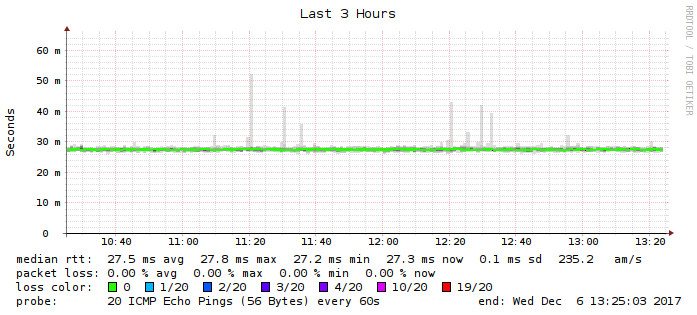 Last 3 Hours
RRDTOOL / TOBI OETIKER
Seconds
60 m
50 m
40 m
30 m
20 m
10 m
0
10:40 11:00 11:20 11:40 12:00 12:20 12:40 13:00 13:20
median rtt: 27.5 ms avg 27.8 ms max 27.2 ms min 27.3 ms now 0.1 ms sd 235.2 am/s
packet loss: 0.00 % avg 0.00 % max 0.00 % min 0.00 % now
loss color: 0 1/20 2/20 3/20 4/20 10/20 19/20
probe: 20 ICMP Echo Pings (56 Bytes) every 60s end: Wed Dec 6 13:25:03 2017